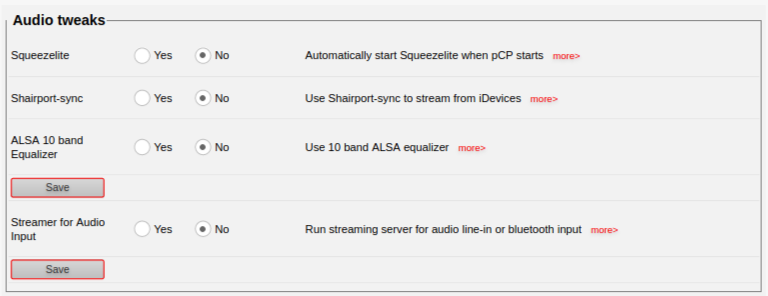 Audio tweaks
Squeezelite Yes No Automatically start Squeezelite when pCP starts more>
Shairport-sync Yes No Use Shairport-sync to stream from iDevices more>
ALSA 10 band
Equalizer Yes No Use 10 band ALSA equalizer more>
Save
Streamer for Audio
Input Yes No Run streaming server for audio line-in or bluetooth input more>
Save